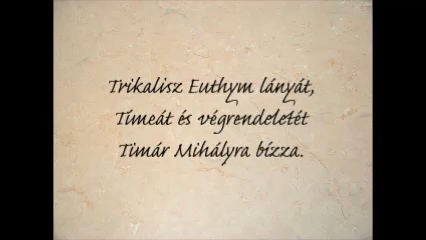 Trikalisz Euthym lányát,
Tímeát és végrendeletét
Timár Mihályra bízza.